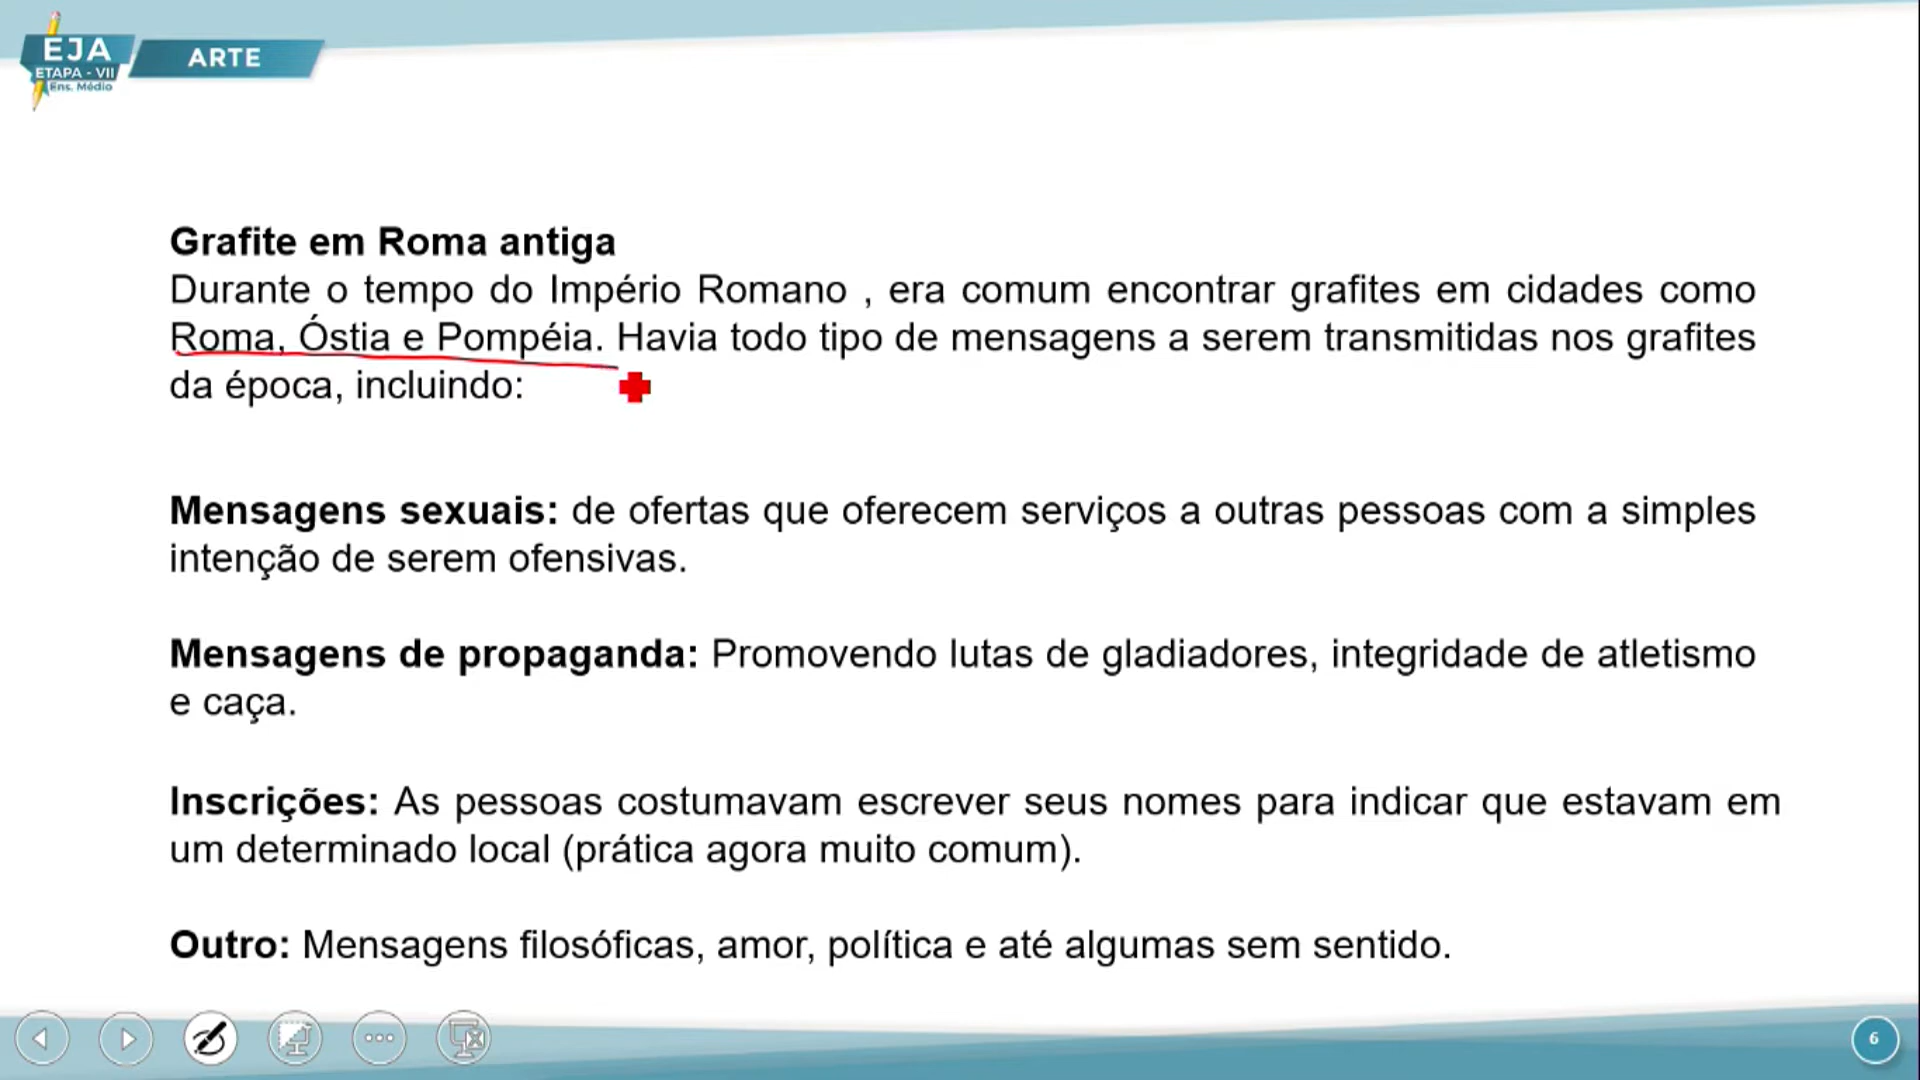 EJA
ETAPA - VII
Ens. Médio
ARTE
Grafite em Roma antiga
Durante o tempo do Império Romano , era comum encontrar grafites em cidades como
Roma, Óstia e Pompéia. Havia todo tipo de mensagens a serem transmitidas nos grafites
da época, incluindo:
Mensagens sexuais: de ofertas que oferecem serviços a outras pessoas com a simples
intenção de serem ofensivas.
Mensagens de propaganda: Promovendo lutas de gladiadores, integridade de atletismo
e caça.
Inscrições: As pessoas costumavam escrever seus nomes para indicar que estavam em
um determinado local (prática agora muito comum).
Outro: Mensagens filosóficas, amor, política e até algumas sem sentido.
6